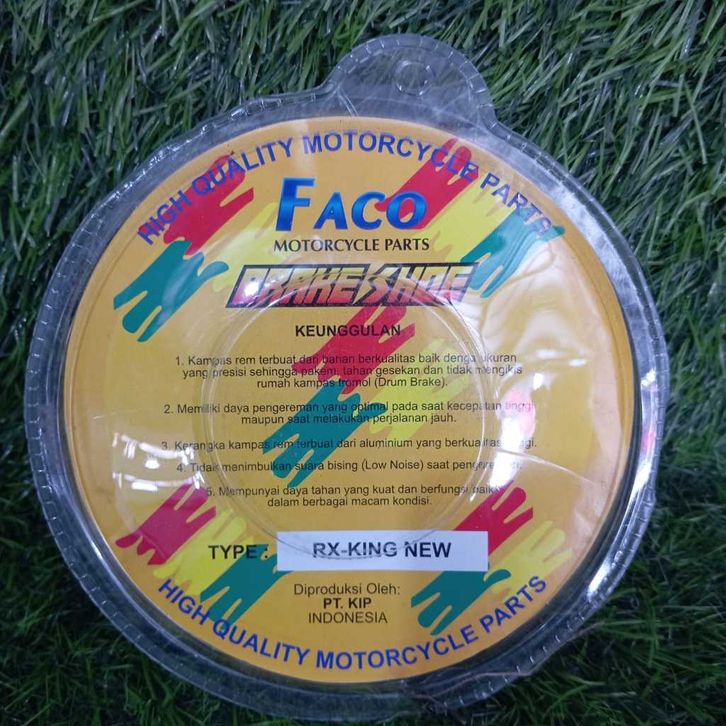 HIGH QUALITY MOTORCYCLE PARTS
FACO
MOTORCYCLE PARTS
BRAKE SHOE
KEUNGGULAN
1. Kampas rem terbuat dari bahan berkualitas baik denga ukuran
yang presisi sehingga pakem, tahan gesekan dan tidak mengikis
rumah kampas fromol (Drum Brake).
2. Memiliki daya pengereman yang optimal pada saat kecepatan tinggi
maupun saat melakukan perjalanan jauh.
3. Kerangka kampas rem terbuat dari aluminium yang berkualitas tinggi.
4. Tidak menimbulkan suara bising (Low Noise) saat pengereman.
5. Mempunyai daya tahan yang kuat dan berfungsi baik
dalam berbagai macam kondisi.
TYPE : RX-KING NEW
Diproduksi Oleh:
PT. KIP
INDONESIA
HIGH QUALITY MOTORCYCLE PARTS